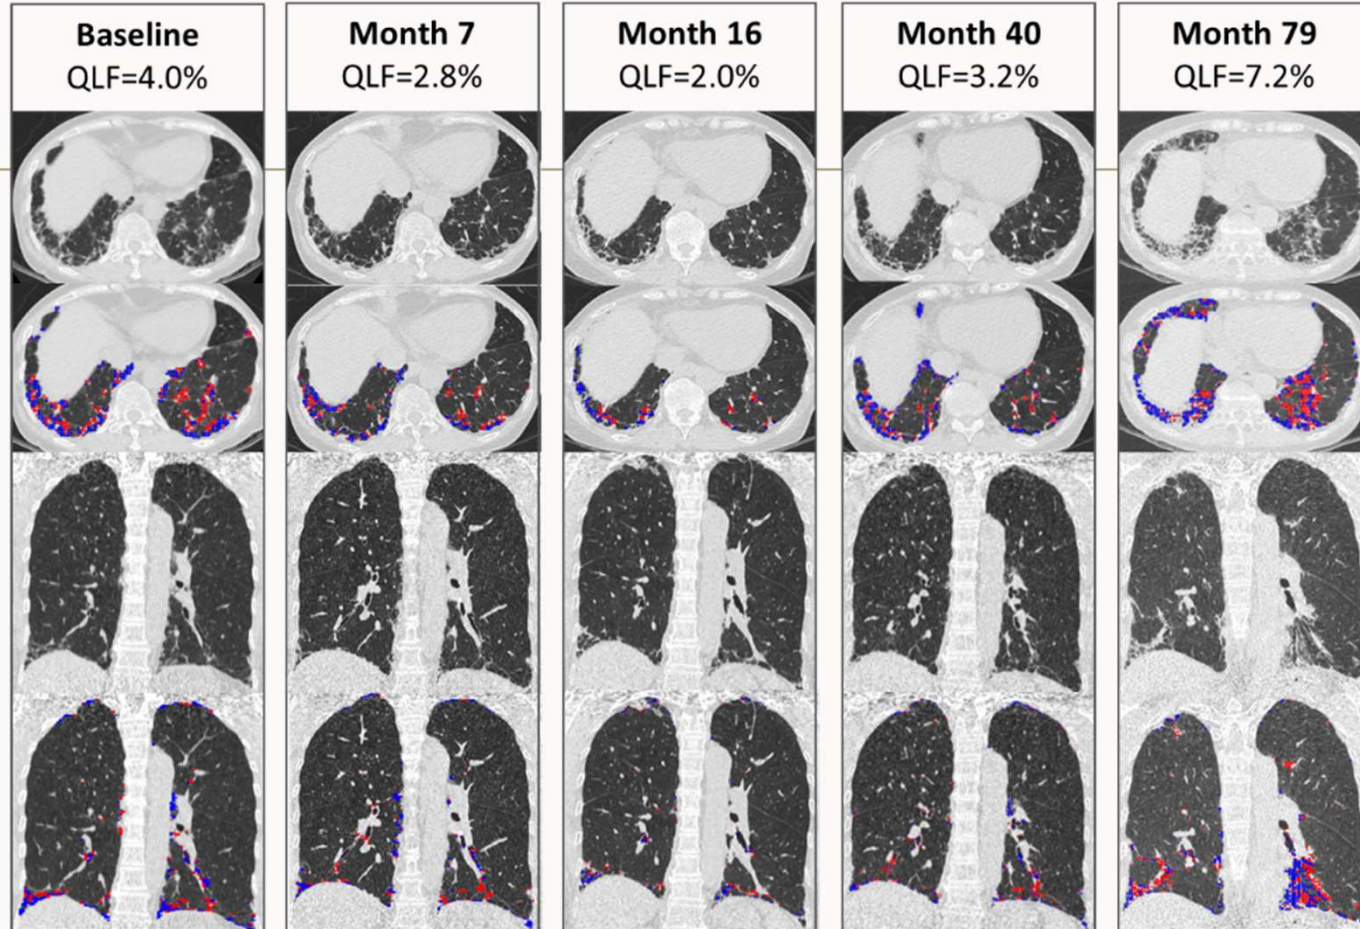 Baseline
QLF=4.0%
Month 7
QLF=2.8%
Month 16
QLF=2.0%
Month 40
QLF=3.2%
Month 79
QLF=7.2%